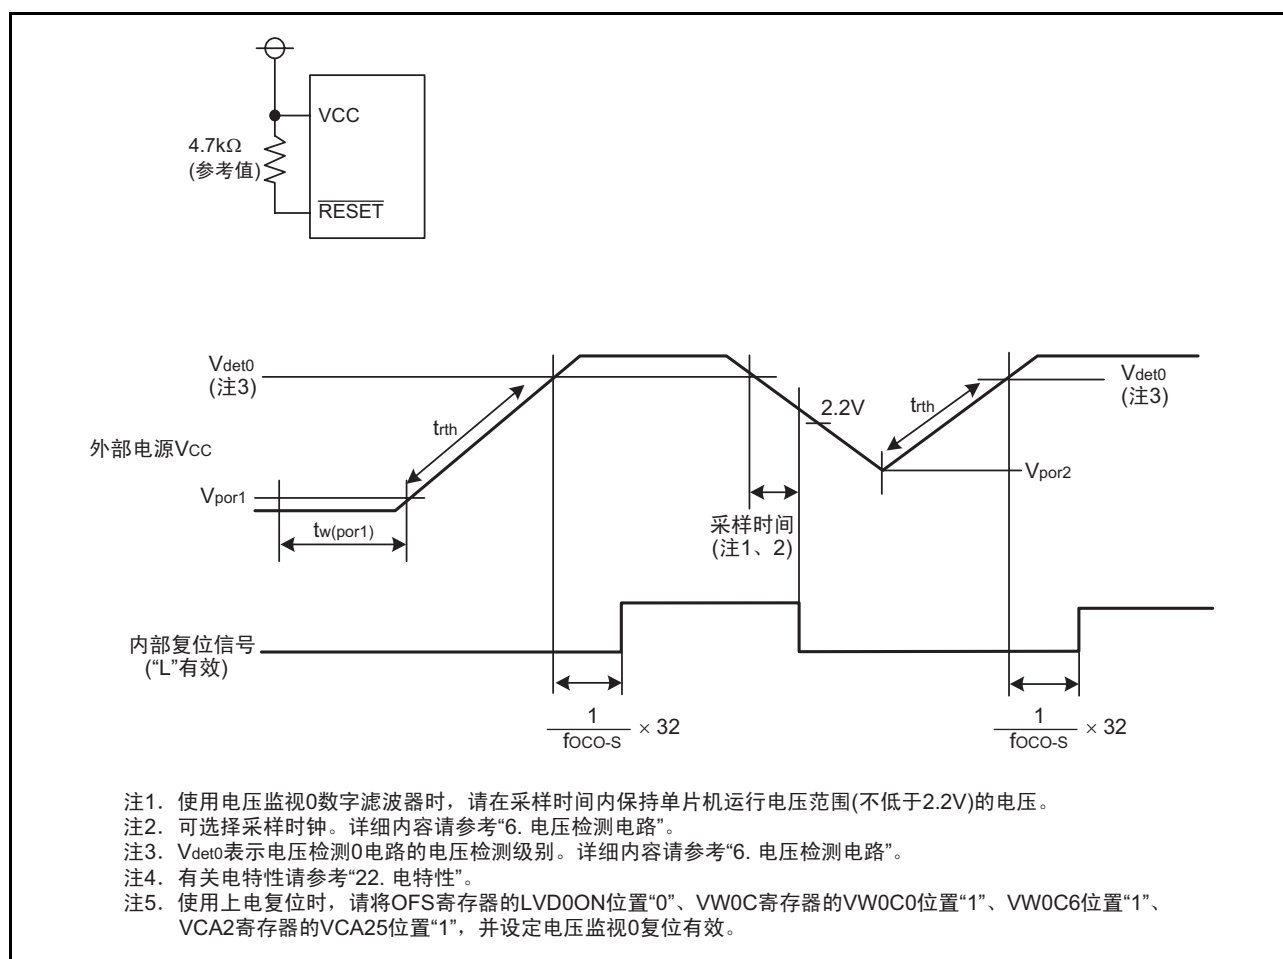 VCC
4.7kΩ
(参考值)
RESET
Vdet0
(注3)
trth
2.2V
trth
Vdet0
(注3)
外部电源VCC
Vpor1
Vpor2
tw(por1)
采样时间
(注1、2)
内部复位信号
(“L”有效)
1
fOCO-S
× 32
1
fOCO-S
× 32
注1. 使用电压监视0数字滤波器时，请在采样时间内保持单片机运行电压范围(不低于2.2V)的电压。
注2. 可选择采样时钟。详细内容请参考“6. 电压检测电路”。
注3. Vdet0表示电压检测0电路的电压检测级别。详细内容请参考“6. 电压检测电路”。
注4. 有关电特性请参考“22. 电特性”。
注5. 使用上电复位时，请将OFS寄存器的LVD0ON位置“0”、VW0C寄存器的VW0C0位置“1”、VW0C6位置“1”、
VCA2寄存器的VCA25位置“1”，并设定电压监视0复位有效。